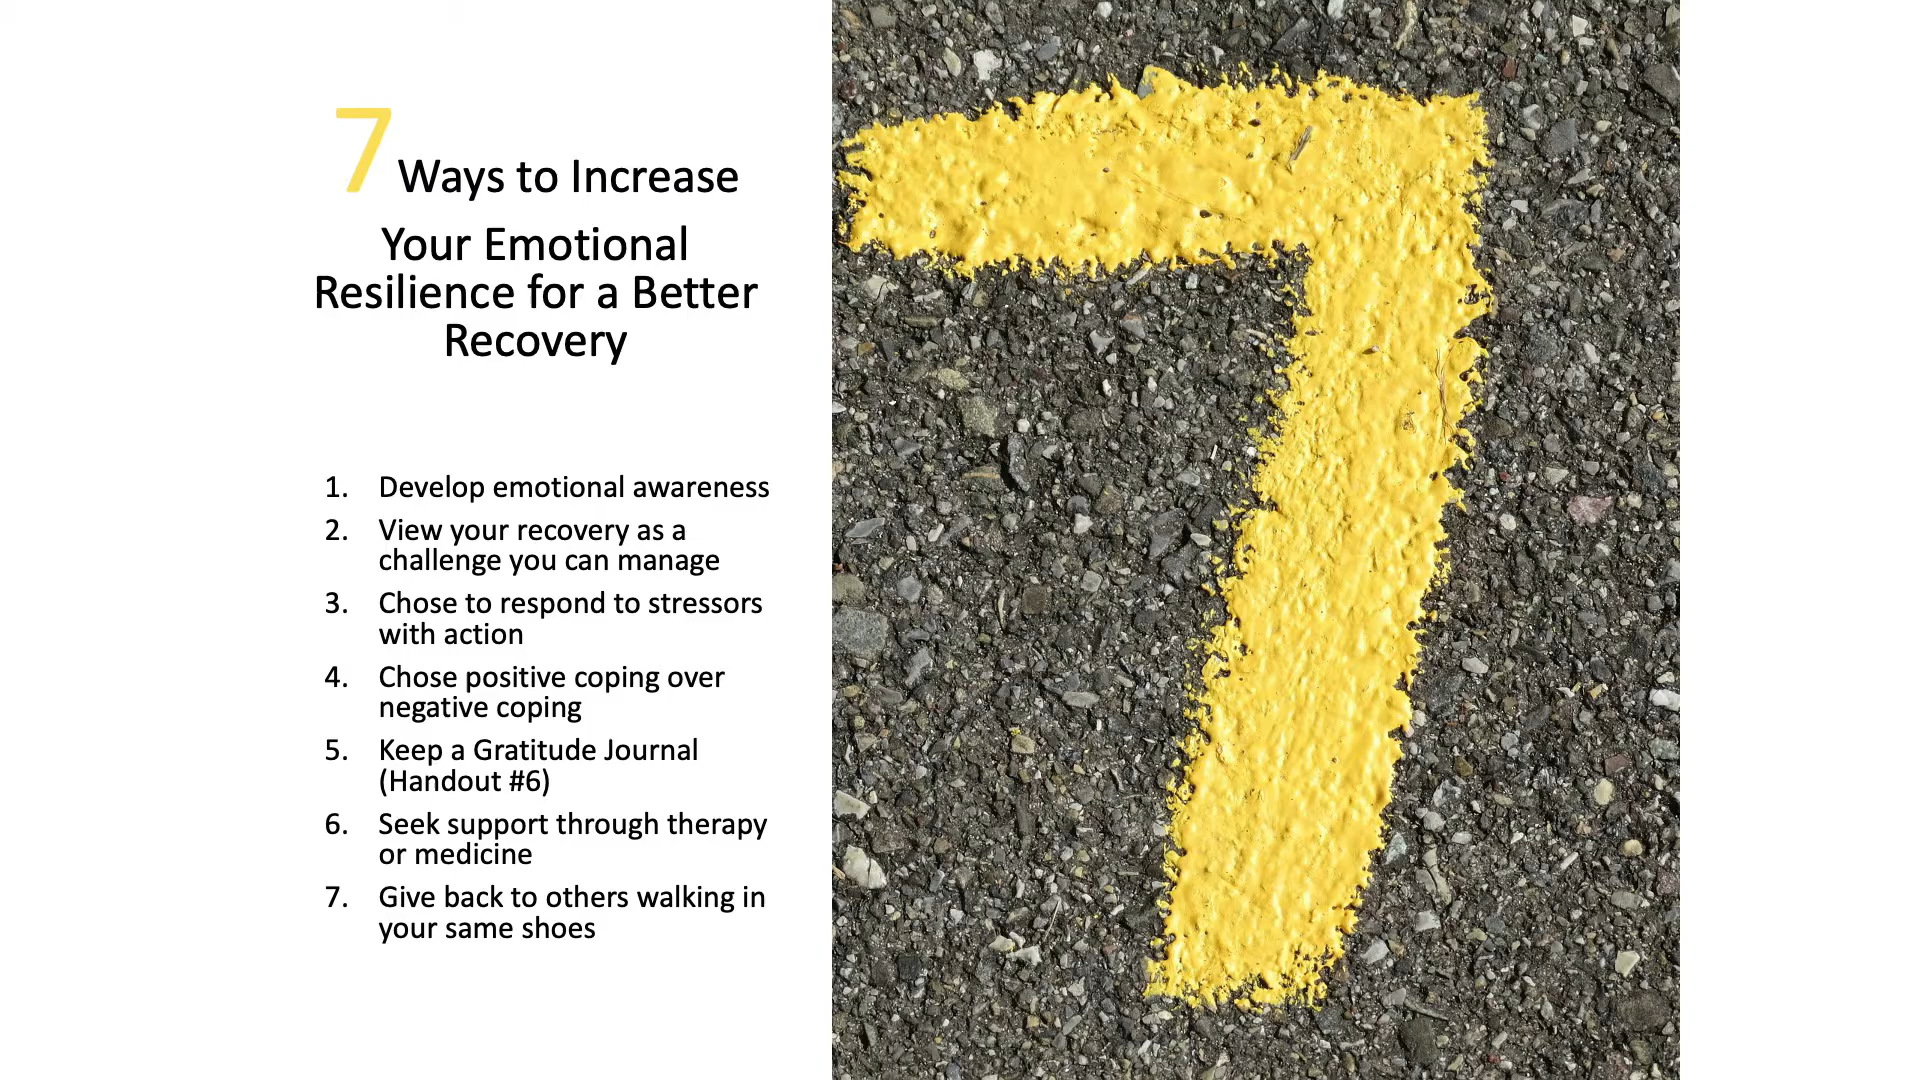 7 Ways to Increase
Your Emotional
Resilience for a Better
Recovery
1. Develop emotional awareness
2. View your recovery as a
challenge you can manage
3. Chose to respond to stressors
with action
4. Chose positive coping over
negative coping
5. Keep a Gratitude Journal
(Handout #6)
6. Seek support through therapy
or medicine
7. Give back to others walking in
your same shoes
7